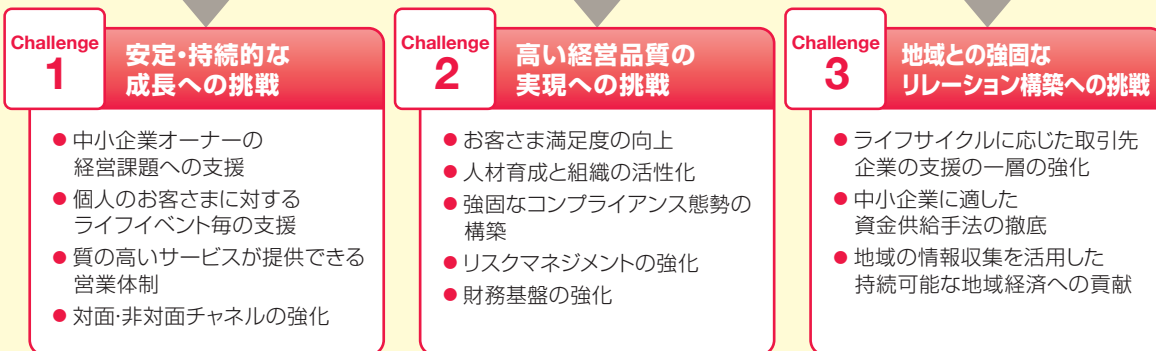 Challenge
1
安定・持続的な
成長への挑戦
● 中小企業オーナーの
経営課題への支援
● 個人のお客さまに対する
ライフイベント毎の支援
● 質の高いサービスが提供できる
営業体制
● 対面・非対面チャネルの強化
Challenge
2
高い経営品質の
実現への挑戦
● お客さま満足度の向上
● 人材育成と組織の活性化
● 強固なコンプライアンス態勢の
構築
● リスクマネジメントの強化
● 財務基盤の強化
Challenge
3
地域との強固な
リレーション構築への挑戦
● ライフサイクルに応じた取引先
企業の支援の一層の強化
● 中小企業に適した
資金供給手法の徹底
● 地域の情報収集を活用した
持続可能な地域経済への貢献